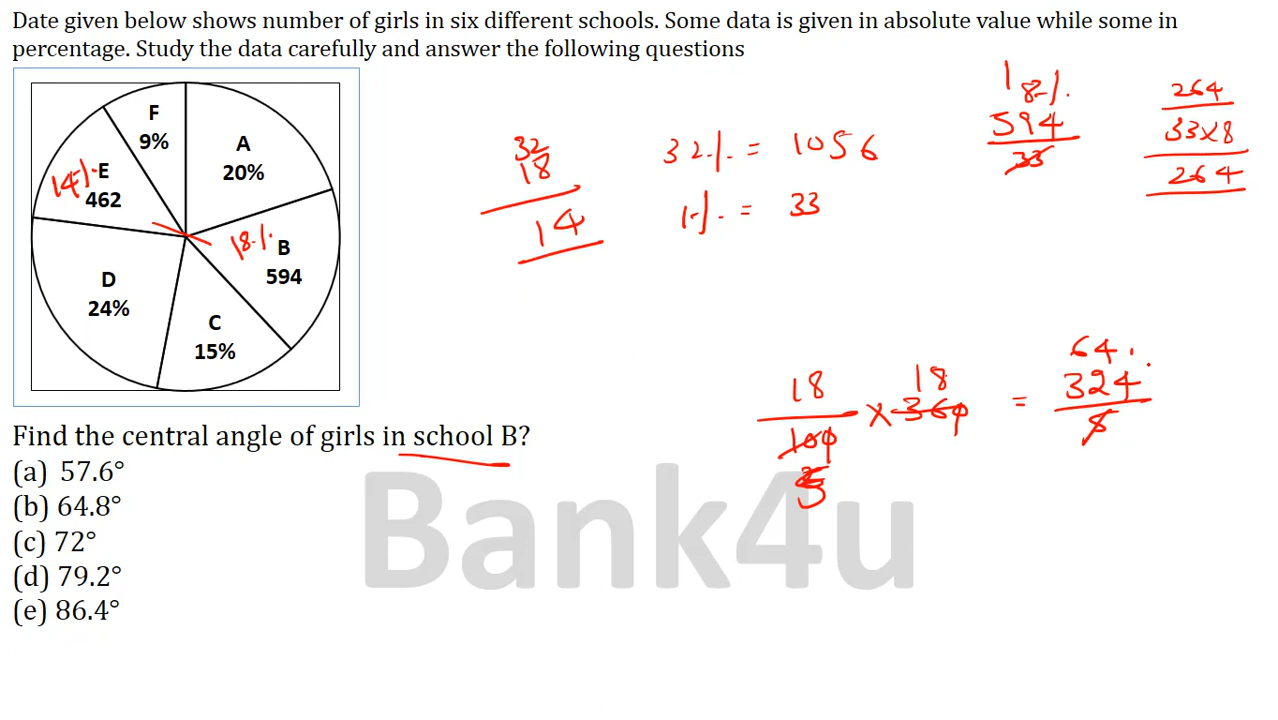 Date given below shows number of girls in six different schools. Some data is given in absolute value while some in
percentage. Study the data carefully and answer the following questions
F
9%
A
20%
E
14%
462
18% B
594
D
24%
C
15%
32
18
14
32% = 1056
1% = 33
18%
594
33
264
33×8
264
Find the central angle of girls in school B?
(a) 57.6°
(b) 64.8°
(c) 72°
(d) 79.2°
(e) 86.4°
18 18 64.
100 × 360 = 324
5 5
Bank4u